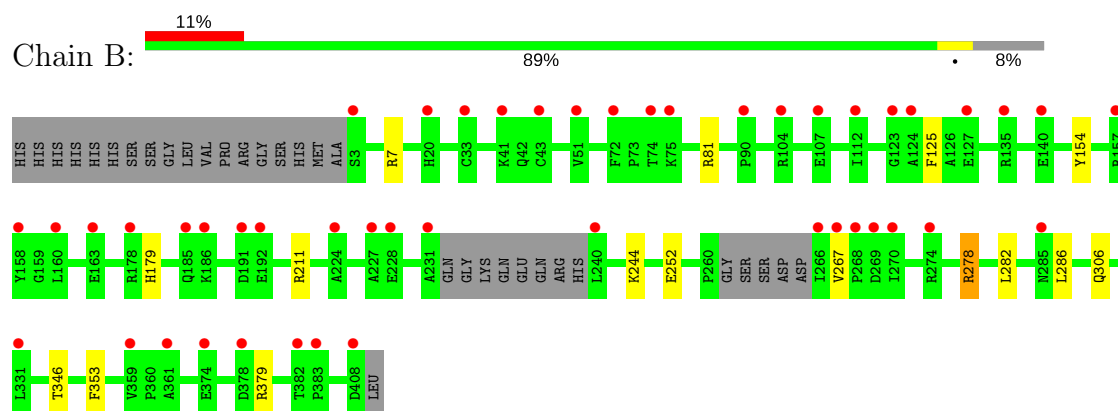 11%
Chain B:
89% • 8%
HIS HIS HIS HIS HIS HIS SER SER GLY LEU VAL PRO ARG GLY SER HIS MET ALA S3 R7 H20 C33 K41 Q42 C43 V51 F72 P73 T74 K75 R81 P90 R104 E107 I112 G123 A124 F125 A126 E127 R135 E140 Y154
Y158 G159 L160 E163 R178 H179 Q185 K186 D191 E192 R211 A224 A227 E228 A231 GLN GLY LYS GLN GLU GLN ARG HIS L240 K244 E252 P260 GLY SER SER ASP ASP I266 V267 P268 D269 I270 R274 R278 L282 N285 L286 Q306
L331 T346 F353 V359 P360 A361 E374 D378 R379 T382 P383 D408 LEU